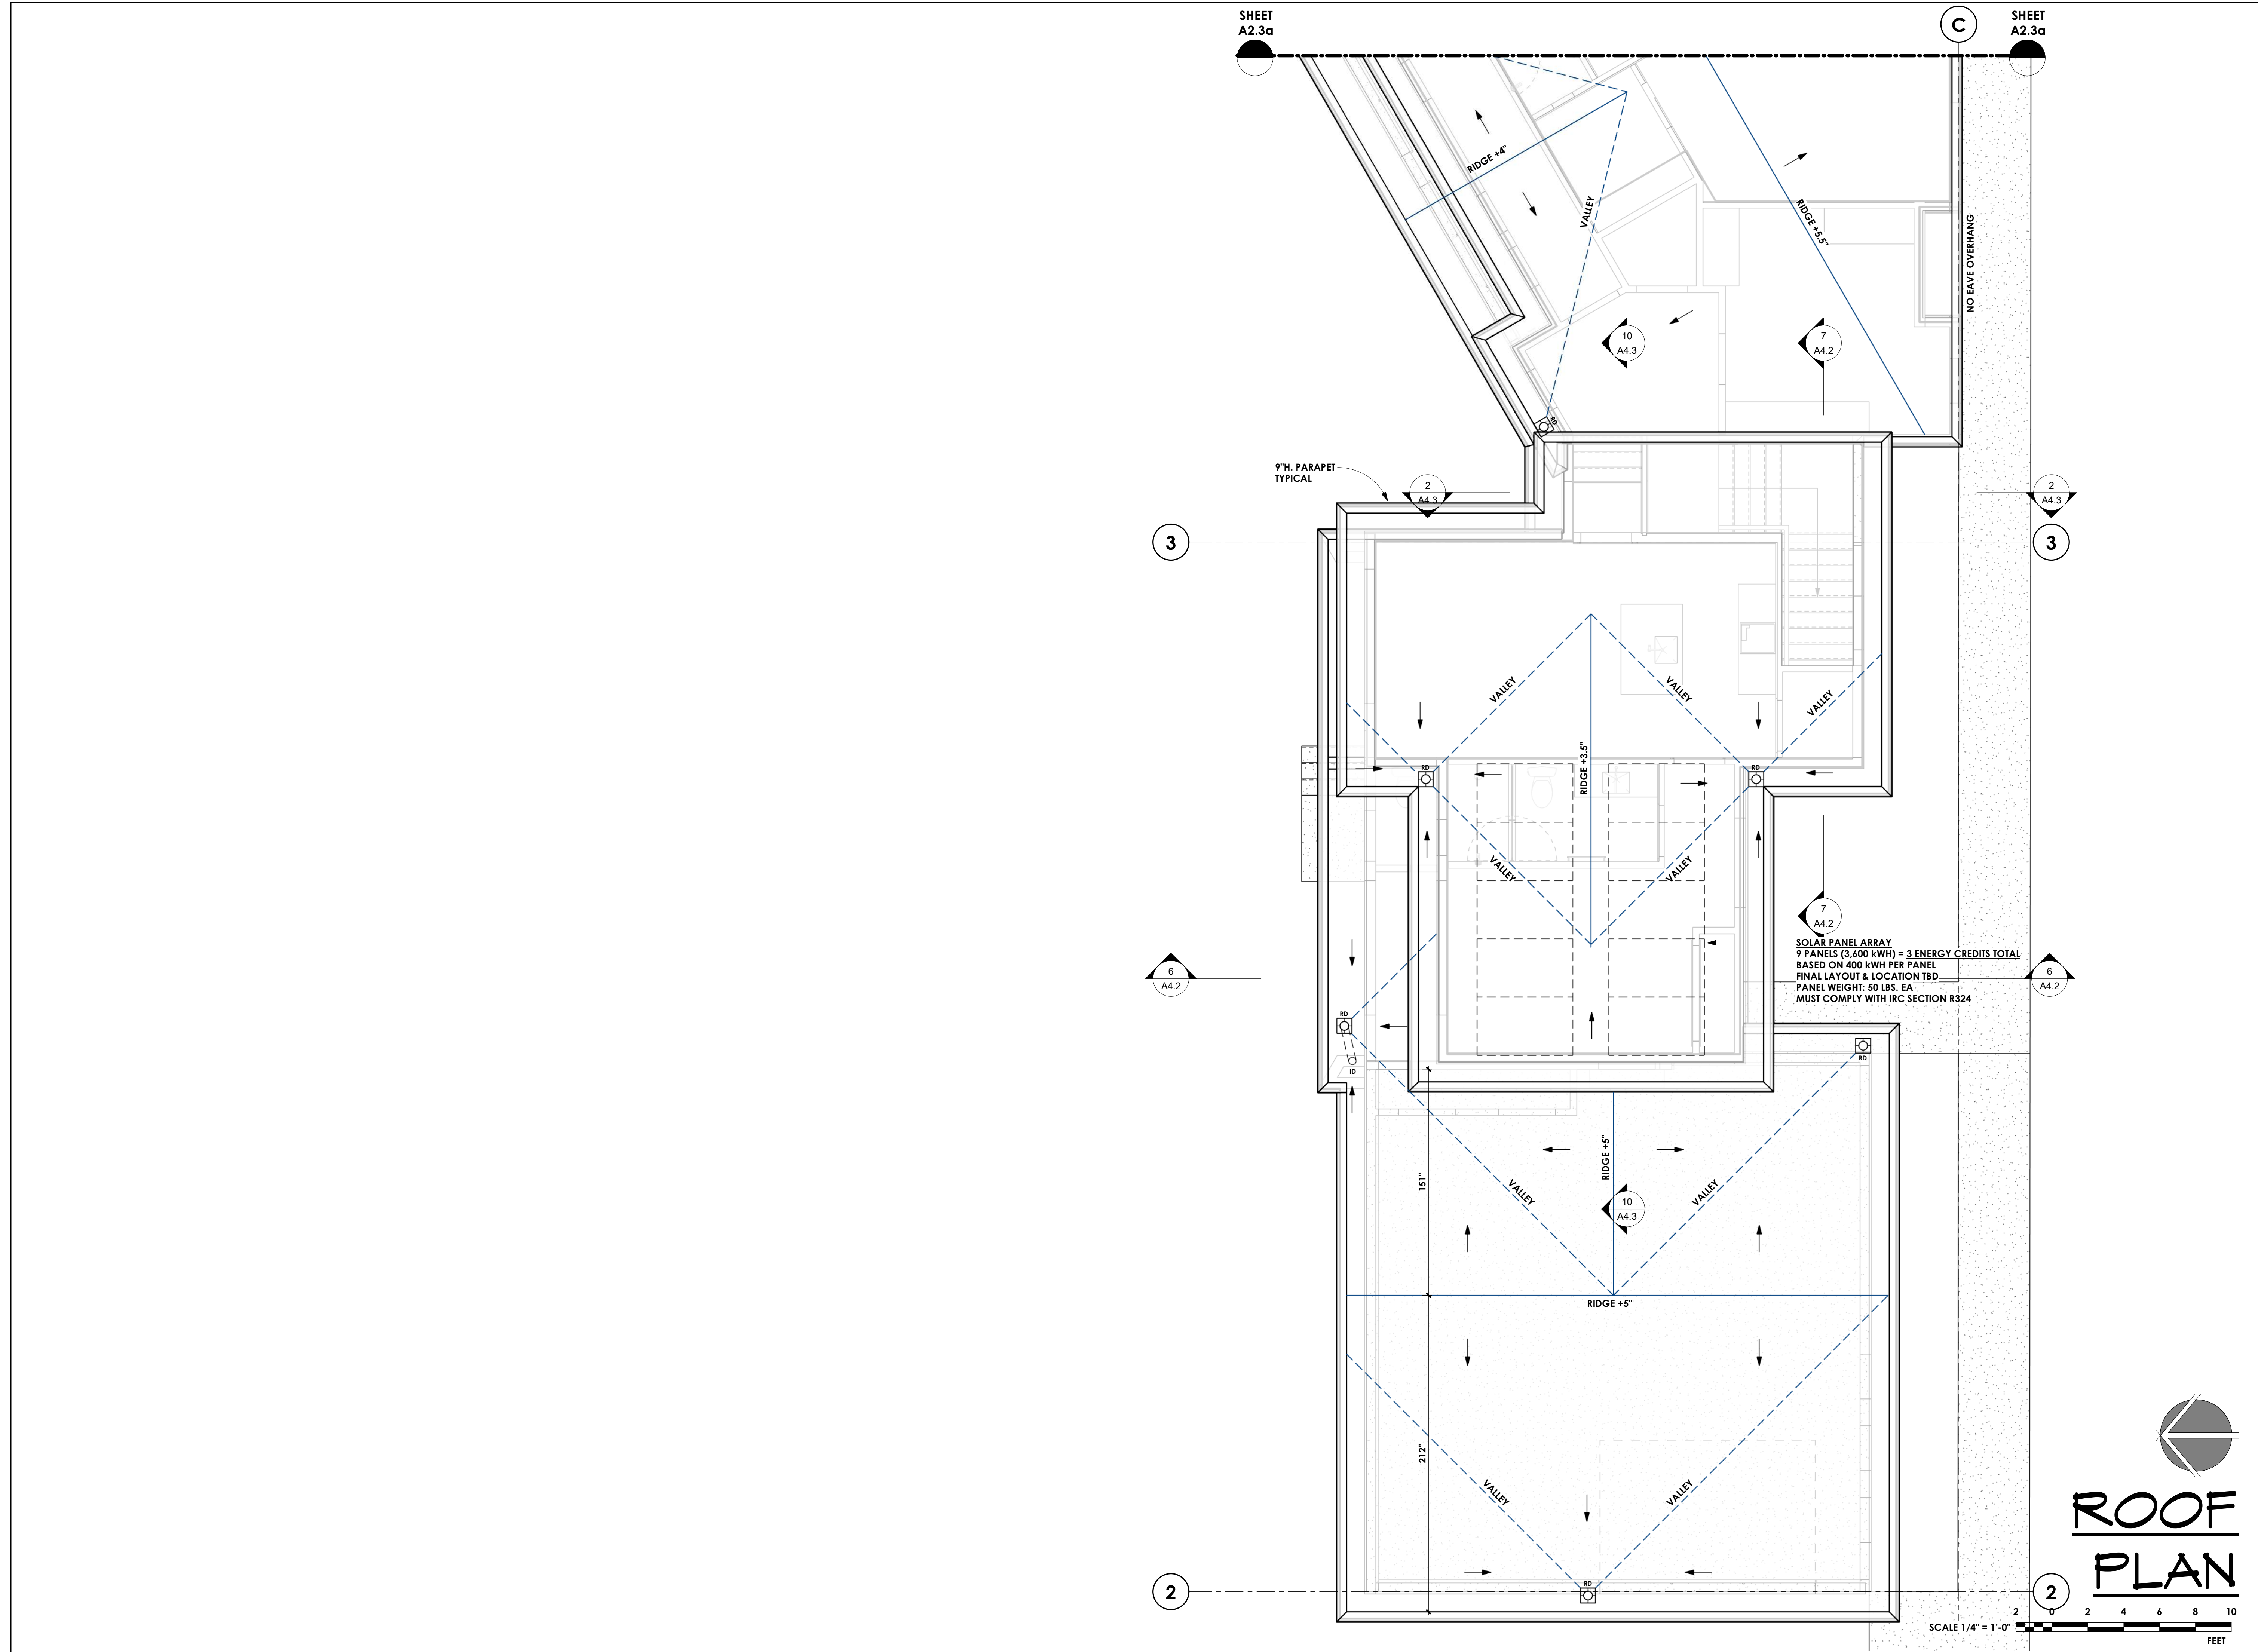 SHEET
A2.3a
C
SHEET
A2.3a
RIDGE +4"
VALLEY
RIDGE +5.5"
NO EAVE OVERHANG
10
A4.3
7
A4.2
RD
9"H. PARAPET
TYPICAL
2
A4.3
2
A4.3
3
3
VALLEY
VALLEY
VALLEY
RIDGE +3.5"
RD
RD
VALLEY
VALLEY
7
A4.2
SOLAR PANEL ARRAY
9 PANELS (3,600 kWH) = 3 ENERGY CREDITS TOTAL
BASED ON 400 kWH PER PANEL
FINAL LAYOUT & LOCATION TBD
PANEL WEIGHT: 50 LBS. EA
MUST COMPLY WITH IRC SECTION R324
6
A4.2
6
A4.2
RD
ID
RD
RIDGE +5"
151"
VALLEY
VALLEY
10
A4.3
RIDGE +5"
212"
VALLEY
VALLEY
RD
2
2
ROOF
PLAN
2 0 2 4 6 8 10
SCALE 1/4" = 1'-0"
FEET